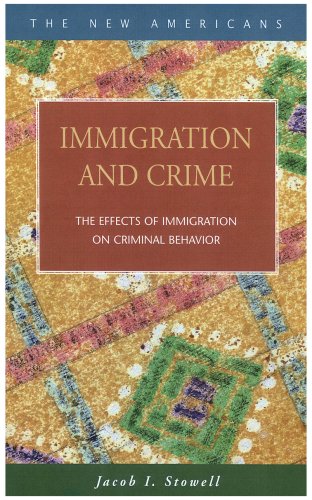 THE NEW AMERICANS
IMMIGRATION
AND CRIME
THE EFFECTS OF IMMIGRATION
ON CRIMINAL BEHAVIOR
Jacob I. Stowell